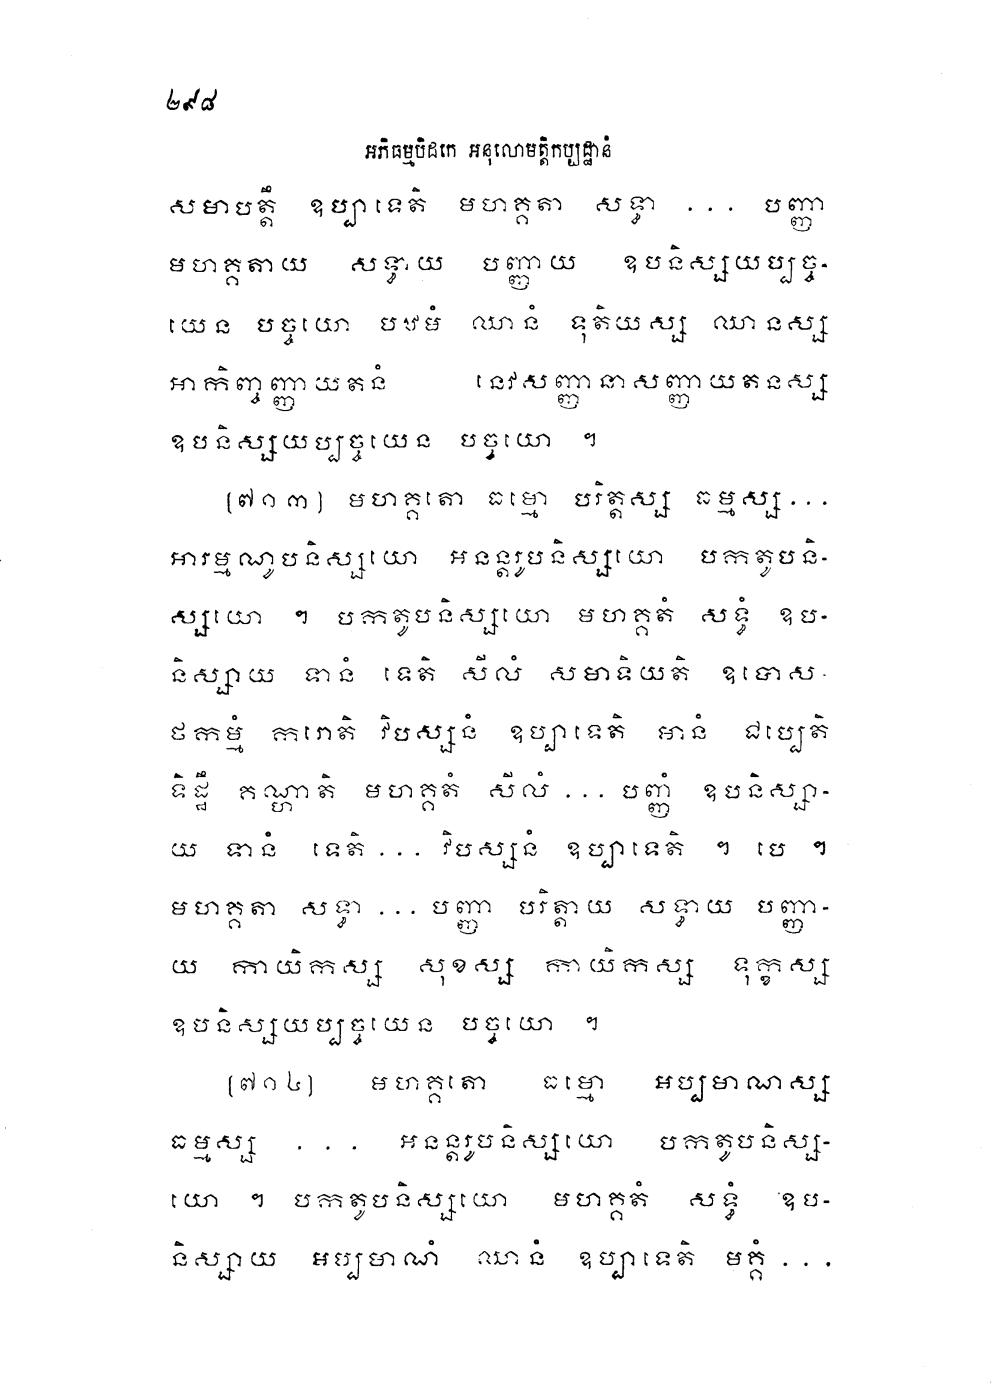 ២៩៨
អភិធម្មបិដកេ អនុលោមត្តិកប្បដ្ឋានំ
សមាបត្តឹ ឧប្បាទេតិ មហគ្គតា សទ្ធា ... បញ្ញា
មហគ្គតាយ សទ្ធាយ បញ្ញាយ ឧបនិស្សយប្បច្ច-
យេន បច្ចយោ បឋមំ ឈានំ ទុតិយស្ស ឈានស្ស
អាកិញ្ចញ្ញាយតនំ នេវសញ្ញានាសញ្ញាយតនស្ស
ឧបនិស្សយប្បច្ចយេន បច្ចយោ ។
[៧១៣] មហគ្គតោ ធម្មោ បរិត្តស្ស ធម្មស្ស...
អារម្មណូបនិស្សយោ អនន្តរូបនិស្សយោ បកតូបនិ-
ស្សយោ ។ បកតូបនិស្សយោ មហគ្គតំ សទ្ធំ ឧប-
និស្សាយ ទានំ ទេតិ សីលំ សមាទិយតិ ឧបោស-
ថកម្មំ ករោតិ វិបស្សនំ ឧប្បាទេតិ មានំ ជប្បេតិ
ទិដ្ឋឹ គណ្ហាតិ មហគ្គតំ សីលំ ... បញ្ញំ ឧបនិស្សា-
យ ទានំ ទេតិ ... វិបស្សនំ ឧប្បាទេតិ ។ បេ ។
មហគ្គតា សទ្ធា ... បញ្ញា បរិត្តាយ សទ្ធាយ បញ្ញា-
យ កាយិកស្ស សុខស្ស កាយិកស្ស ទុក្ខស្ស
ឧបនិស្សយប្បច្ចយេន បច្ចយោ ។
[៧១៤] មហគ្គតោ ធម្មោ អប្បមាណស្ស
ធម្មស្ស ... អនន្តរូបនិស្សយោ បកតូបនិស្ស-
យោ ។ បកតូបនិស្សយោ មហគ្គតំ សទ្ធំ ឧប-
និស្សាយ អប្បមាណំ ឈានំ ឧប្បាទេតិ មគ្គំ ...